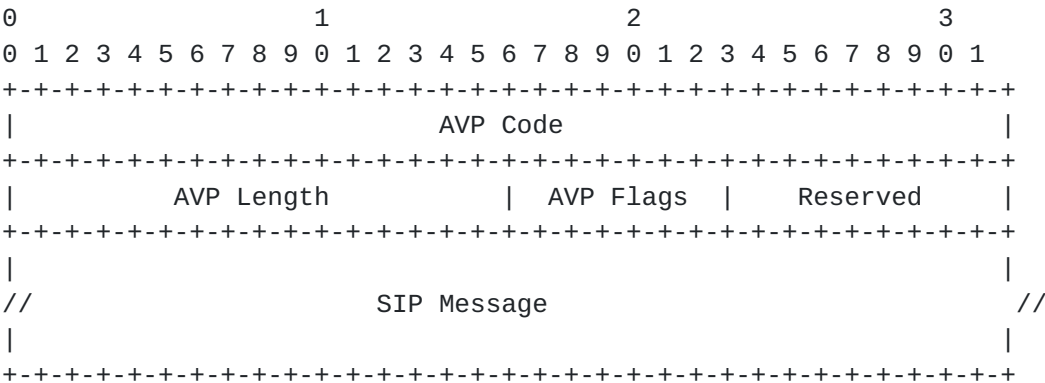 0                   1                   2                   3
0 1 2 3 4 5 6 7 8 9 0 1 2 3 4 5 6 7 8 9 0 1 2 3 4 5 6 7 8 9 0 1
+-+-+-+-+-+-+-+-+-+-+-+-+-+-+-+-+-+-+-+-+-+-+-+-+-+-+-+-+-+-+-+-+
|                           AVP Code                            |
+-+-+-+-+-+-+-+-+-+-+-+-+-+-+-+-+-+-+-+-+-+-+-+-+-+-+-+-+-+-+-+-+
|          AVP Length           |  AVP Flags  |    Reserved     |
+-+-+-+-+-+-+-+-+-+-+-+-+-+-+-+-+-+-+-+-+-+-+-+-+-+-+-+-+-+-+-+-+
|                                                               |
//                      SIP Message                              //
|                                                               |
+-+-+-+-+-+-+-+-+-+-+-+-+-+-+-+-+-+-+-+-+-+-+-+-+-+-+-+-+-+-+-+-+